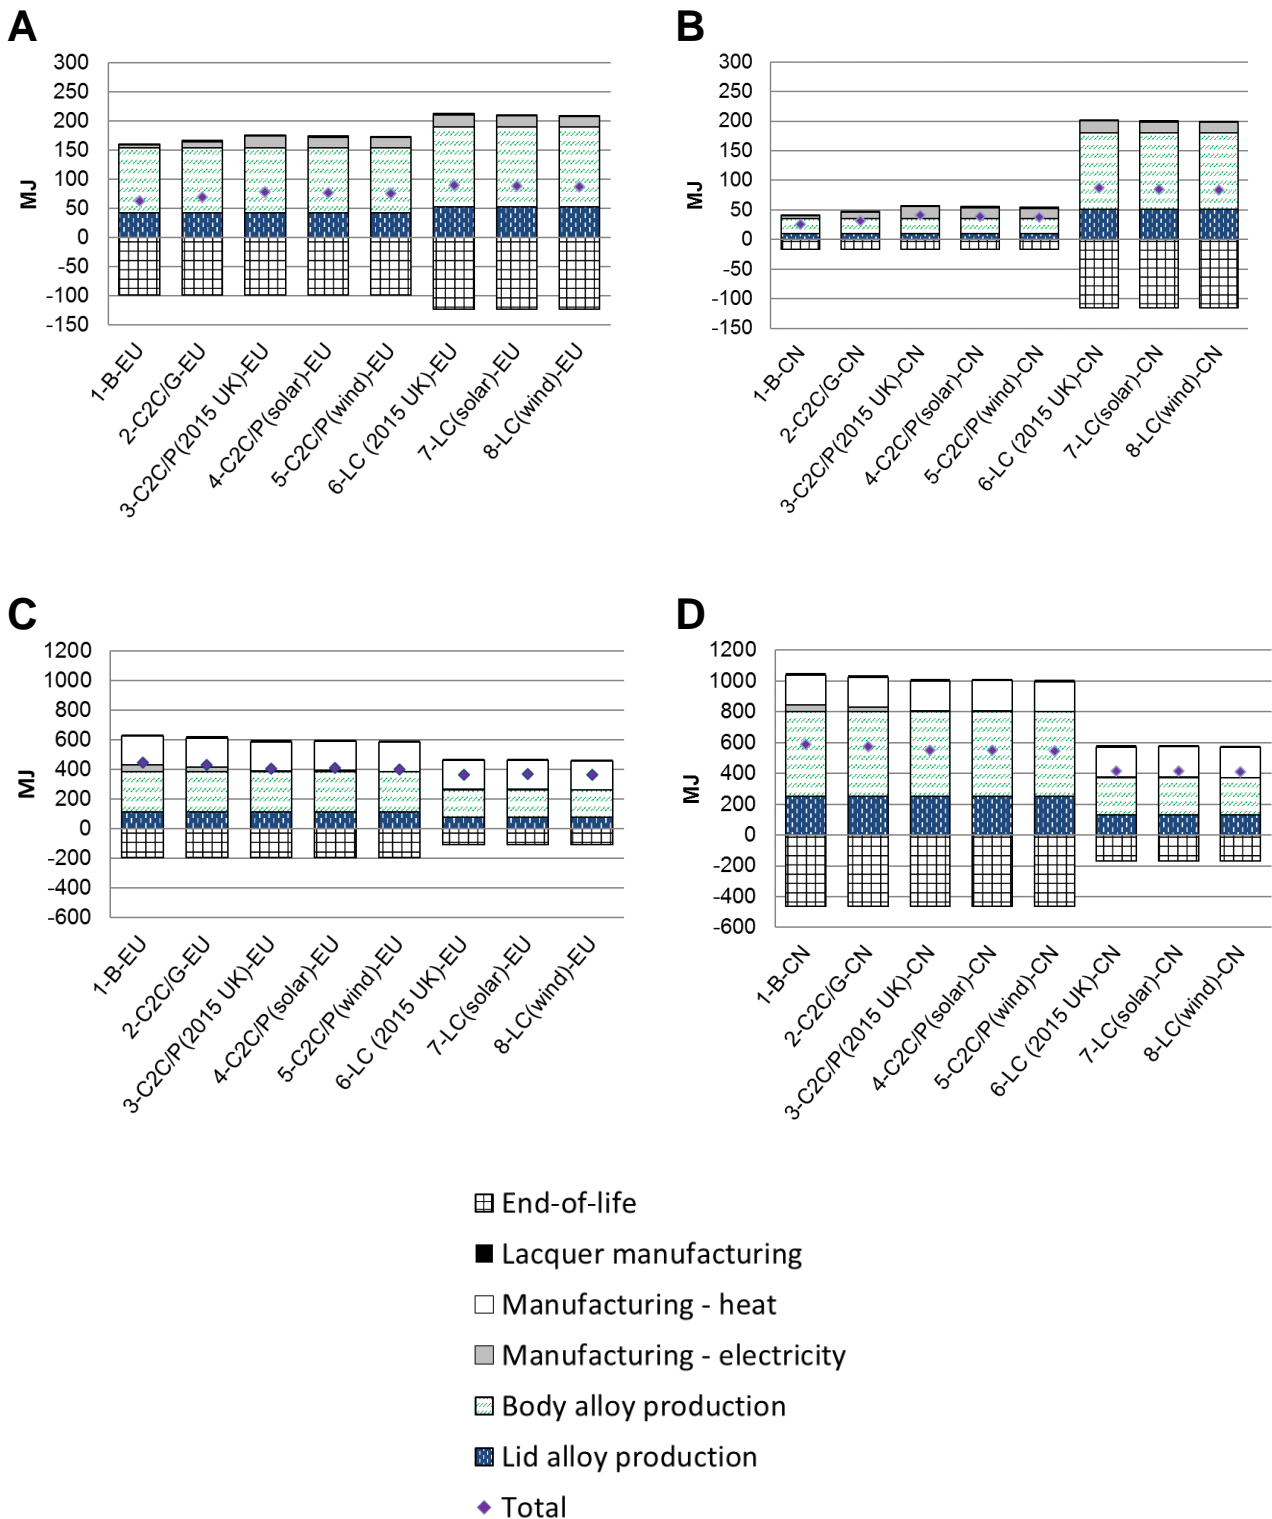 A
300
250
200
150
100
50
0
-50
-100
-150
MJ
1-B-EU
2-C2C/G-EU
3-C2C/P(2015 UK)-EU
4-C2C/P(solar)-EU
5-C2C/P(wind)-EU
6-LC (2015 UK)-EU
7-LC(solar)-EU
8-LC(wind)-EU
B
300
250
200
150
100
50
0
-50
-100
-150
MJ
1-B-CN
2-C2C/G-CN
3-C2C/P(2015 UK)-CN
4-C2C/P(solar)-CN
5-C2C/P(wind)-CN
6-LC (2015 UK)-CN
7-LC(solar)-CN
8-LC(wind)-CN
C
1200
1000
800
600
400
200
0
-200
-400
-600
MJ
1-B-EU
2-C2C/G-EU
3-C2C/P(2015 UK)-EU
4-C2C/P(solar)-EU
5-C2C/P(wind)-EU
6-LC (2015 UK)-EU
7-LC(solar)-EU
8-LC(wind)-EU
D
1200
1000
800
600
400
200
0
-200
-400
-600
MJ
1-B-CN
2-C2C/G-CN
3-C2C/P(2015 UK)-CN
4-C2C/P(solar)-CN
5-C2C/P(wind)-CN
6-LC (2015 UK)-CN
7-LC(solar)-CN
8-LC(wind)-CN
End-of-life
Lacquer manufacturing
Manufacturing - heat
Manufacturing - electricity
Body alloy production
Lid alloy production
Total